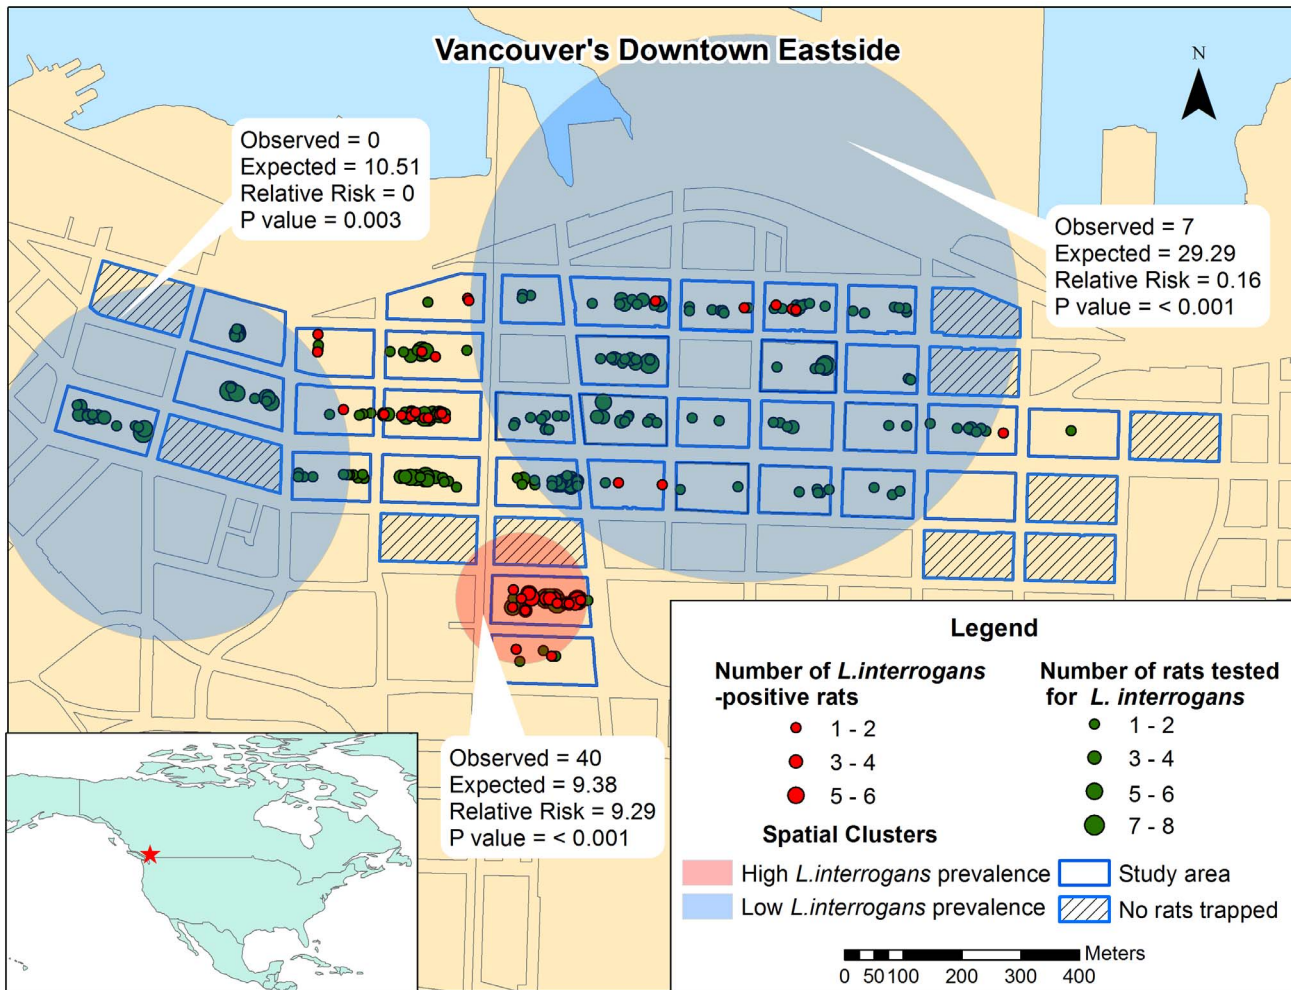 Vancouver's Downtown Eastside
N
Observed = 0
Expected = 10.51
Relative Risk = 0
P value = 0.003
Observed = 7
Expected = 29.29
Relative Risk = 0.16
P value = < 0.001
Observed = 40
Expected = 9.38
Relative Risk = 9.29
P value = < 0.001
Legend
Number of L.interrogans
-positive rats
1 - 2
3 - 4
5 - 6
Number of rats tested
for L. interrogans
1 - 2
3 - 4
5 - 6
7 - 8
Spatial Clusters
High L.interrogans prevalence
Low L.interrogans prevalence
Study area
No rats trapped
Meters
0 50 100 200 300 400